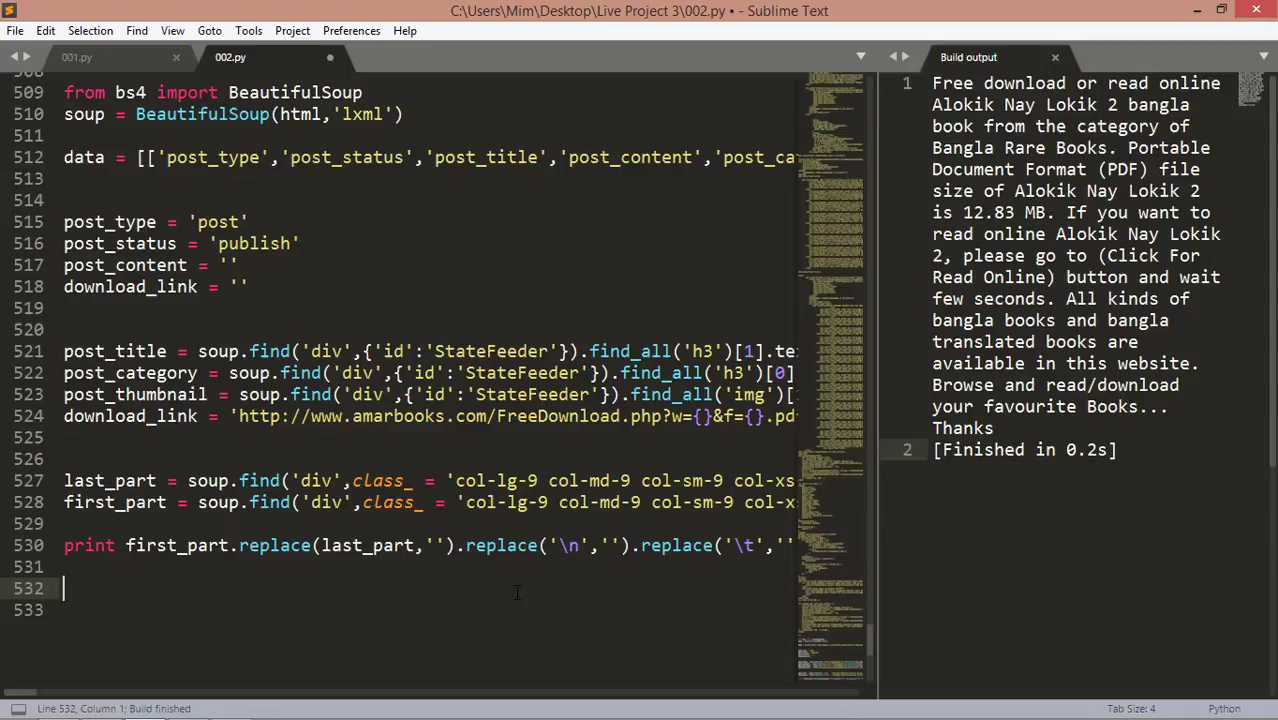 C:\Users\Mim\Desktop\Live Project 3\002.py • - Sublime Text
File Edit Selection Find View Goto Tools Project Preferences Help
001.py 002.py Build output
509 from bs4 import BeautifulSoup
510 soup = BeautifulSoup(html,'lxml')
511
512 data = [['post_type','post_status','post_title','post_content','post_ca
513
514
515 post_type = 'post'
516 post_status = 'publish'
517 post_content = ''
518 download_link = ''
519
520
521 post_title = soup.find('div',{'id':'StateFeeder'}).find_all('h3')[1].te
522 post_category = soup.find('div',{'id':'StateFeeder'}).find_all('h3')[0]
523 post_thumbnail = soup.find('div',{'id':'StateFeeder'}).find_all('img')[
524 download_link = 'http://www.amarbooks.com/FreeDownload.php?w={}&f={}.pd
525
526
527 last_part = soup.find('div',class_ = 'col-lg-9 col-md-9 col-sm-9 col-xs
528 first_part = soup.find('div',class_ = 'col-lg-9 col-md-9 col-sm-9 col-x
529
530 print first_part.replace(last_part,'').replace('\n','').replace('\t',''
531
532
533
1 Free download or read online
Alokik Nay Lokik 2 bangla
book from the category of
Bangla Rare Books. Portable
Document Format (PDF) file
size of Alokik Nay Lokik 2
is 12.83 MB. If you want to
read online Alokik Nay Lokik
2, please go to (Click For
Read Online) button and wait
few seconds. All kinds of
bangla books and bangla
translated books are
available in this website.
Browse and read/download
your favourite Books...
Thanks
2 [Finished in 0.2s]
Line 532, Column 1; Build finished Tab Size: 4 Python